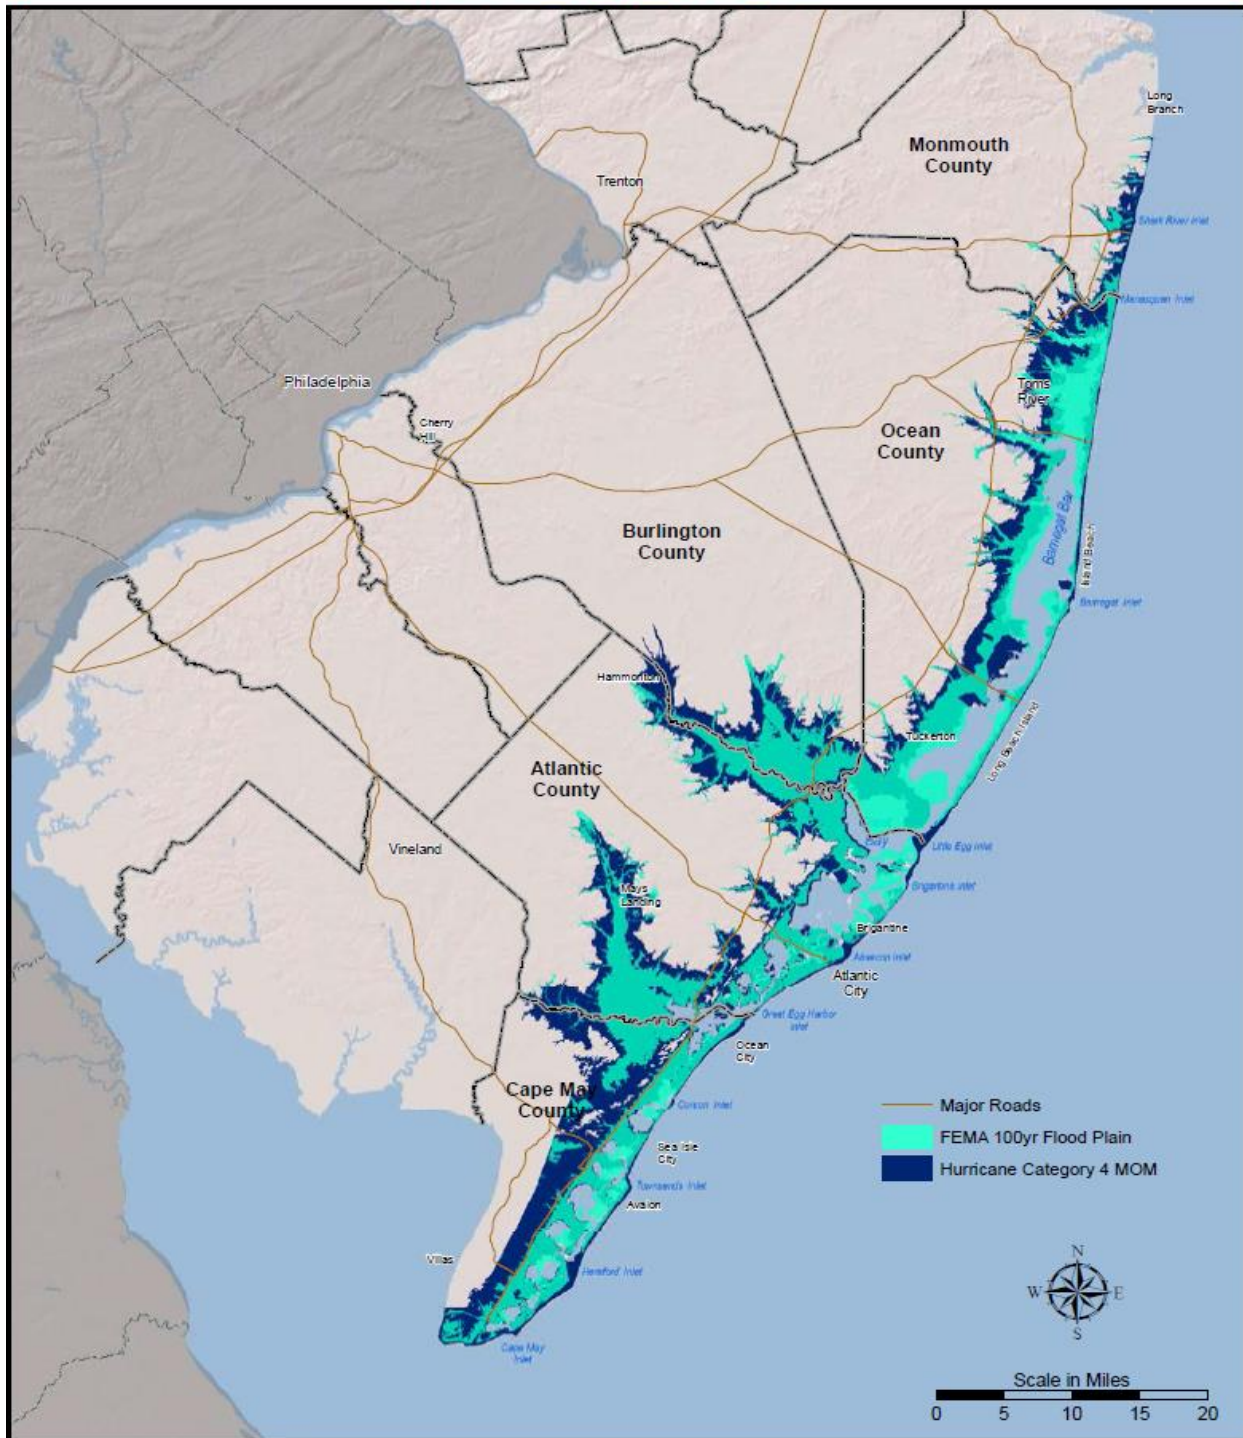 Long
Branch
Monmouth
County
Trenton
Shark River Inlet
Manasquan Inlet
Philadelphia
Toms
River
Cherry
Hill
Ocean
County
Barnegat Bay
Burlington
County
Island Beach
Barnegat Inlet
Hammonton
Long Beach Island
Tuckerton
Atlantic
County
Vineland
Bay
Little Egg Inlet
Brigantine Inlet
Mays
Landing
Brigantine
Absecon Inlet
Atlantic
City
Great Egg Harbor
Inlet
Ocean
City
Cape May
County
Corson Inlet
Major Roads
FEMA 100yr Flood Plain
Hurricane Category 4 MOM
Sea Isle
City
Townsends Inlet
Avalon
Villas
Hereford Inlet
N
W
E
S
Cape May
Inlet
Scale in Miles
0 5 10 15 20